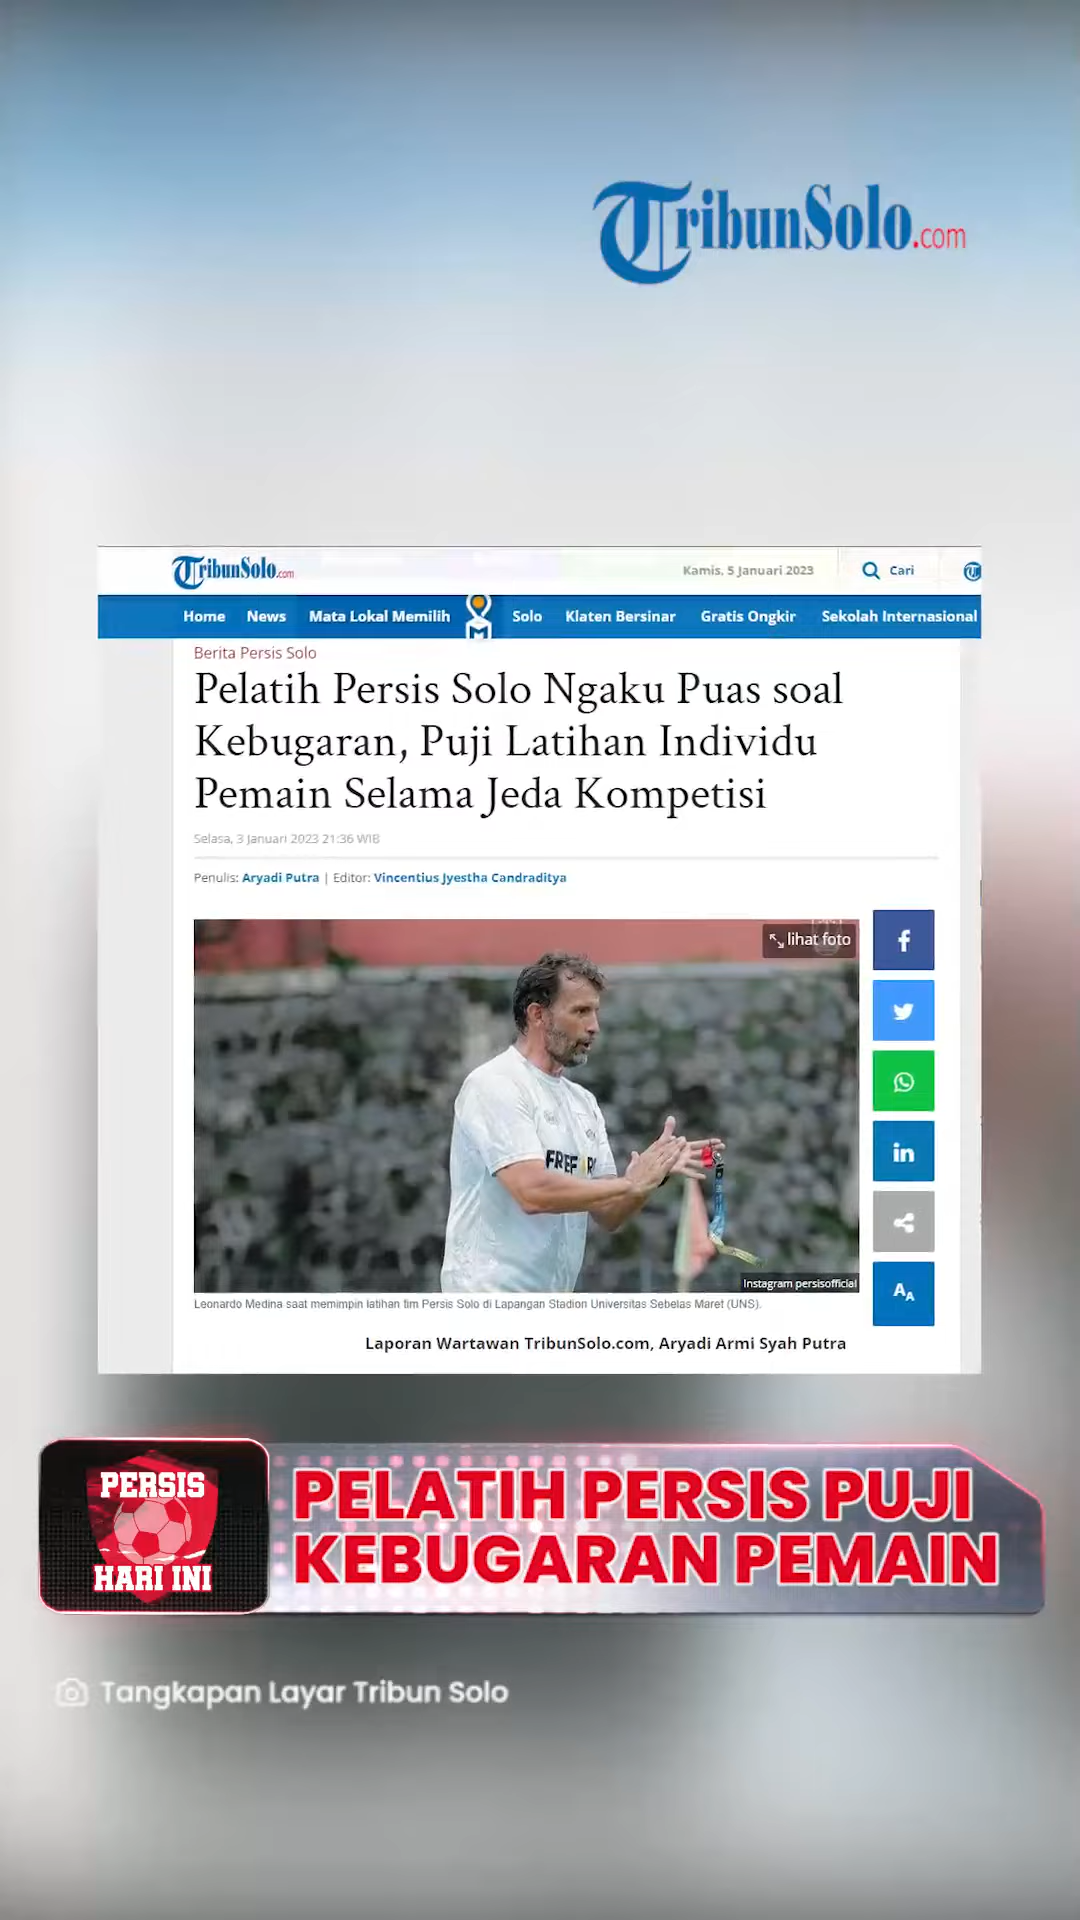 TribunSolo.com
TribunSolo.com
Kamis, 5 Januari 2023
Cari
Home News Mata Lokal Memilih Solo Klaten Bersinar Gratis Ongkir Sekolah Internasional
Berita Persis Solo
Pelatih Persis Solo Ngaku Puas soal
Kebugaran, Puji Latihan Individu
Pemain Selama Jeda Kompetisi
Selasa, 3 Januari 2023 21:36 WIB
Penulis: Aryadi Putra | Editor: Vincentius Jyestha Candraditya
lihat foto
Instagram persisofficial
Leonardo Medina saat memimpin latihan tim Persis Solo di Lapangan Stadion Universitas Sebelas Maret (UNS).
Laporan Wartawan TribunSolo.com, Aryadi Armi Syah Putra
PERSIS
HARI INI
PELATIH PERSIS PUJI
KEBUGARAN PEMAIN
Tangkapan Layar Tribun Solo